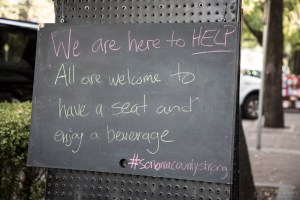 We are here to HELP
All are welcome to
have a seat and
enjoy a beverage
#sonomacountystrong